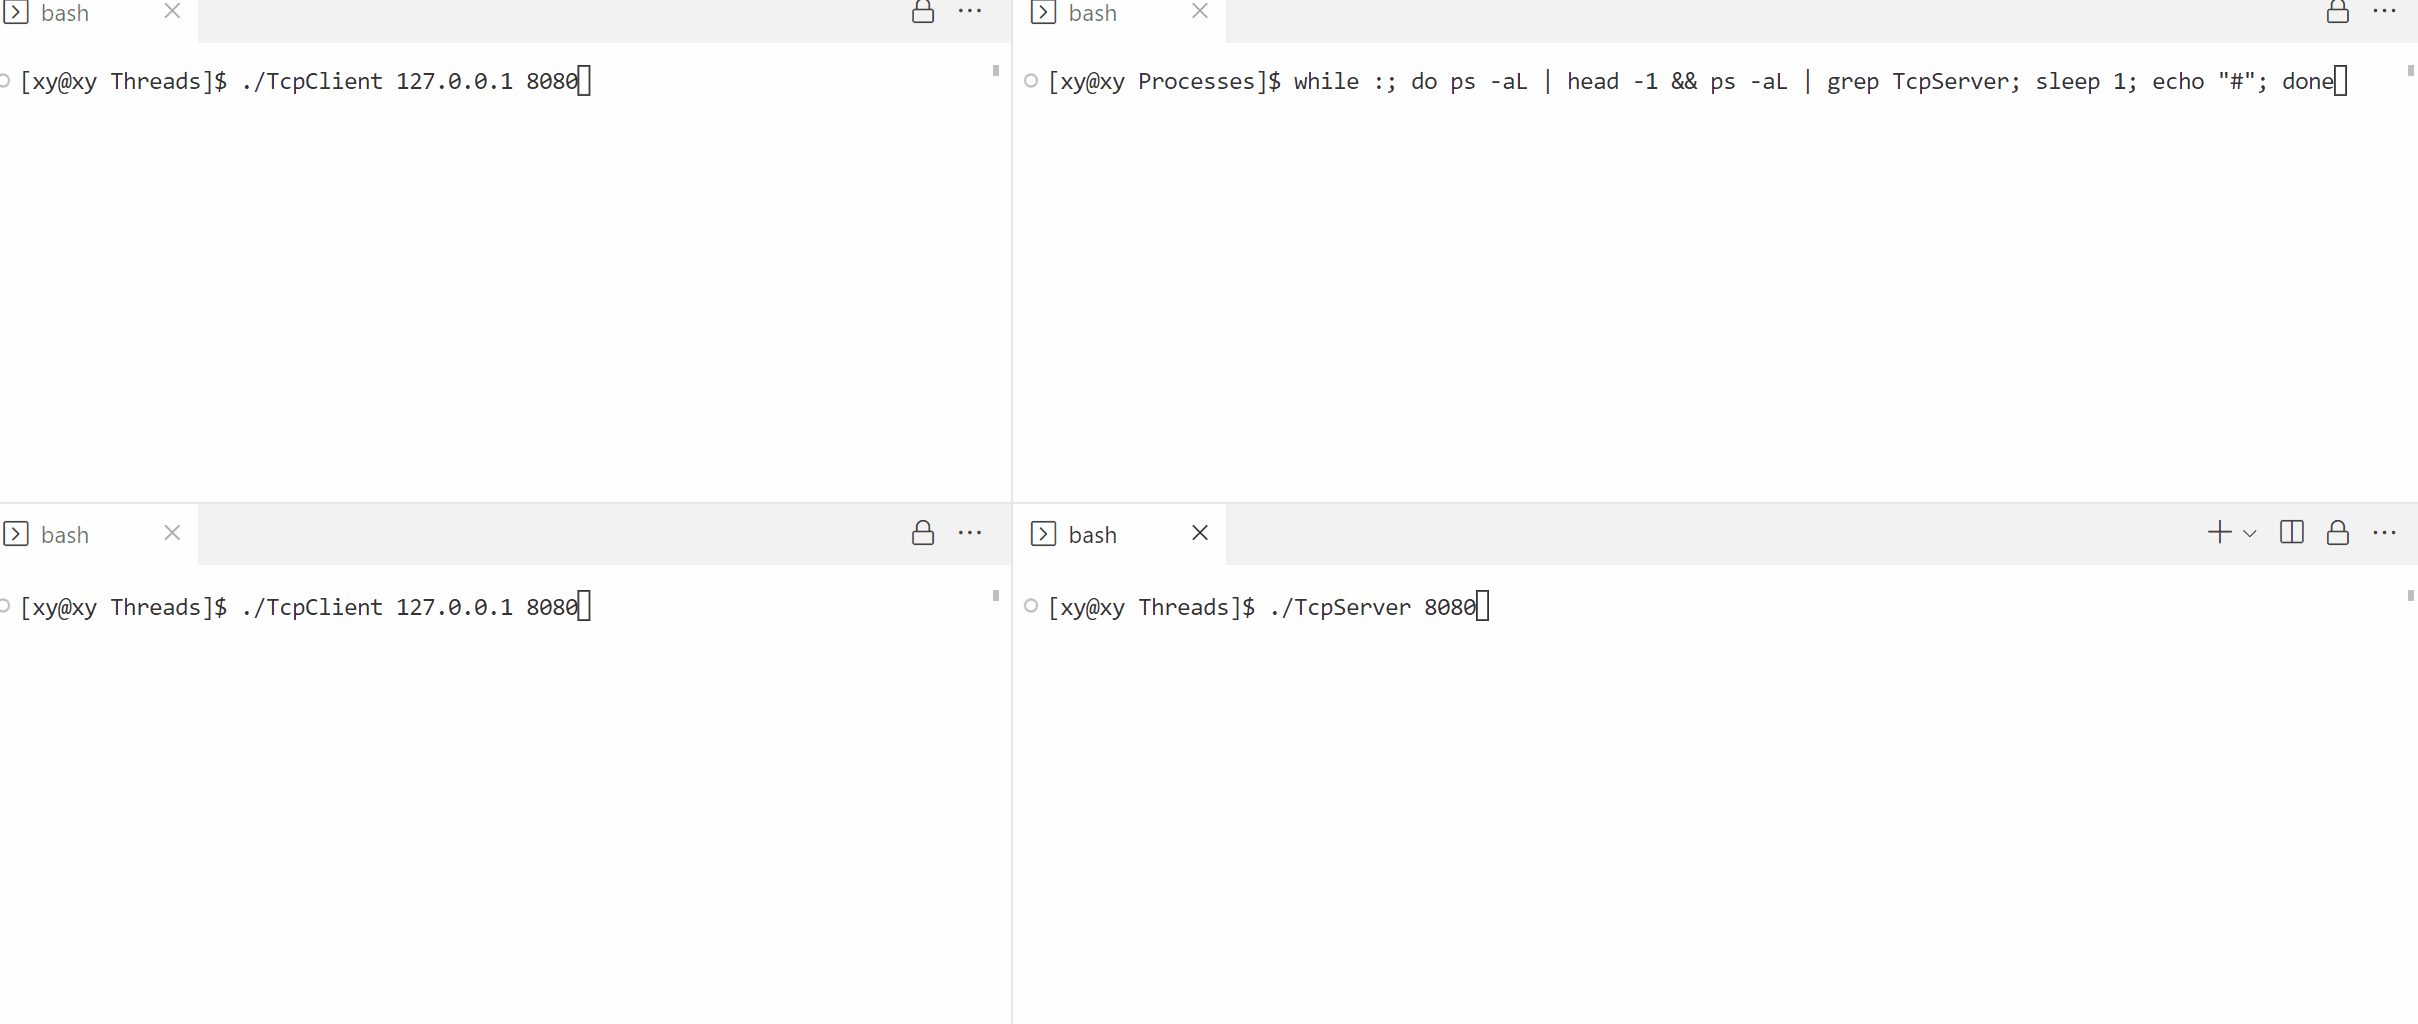 bash
[xy@xy Threads]$ ./TcpClient 127.0.0.1 8080
bash
[xy@xy Processes]$ while :; do ps -aL | head -1 && ps -aL | grep TcpServer; sleep 1; echo "#"; done
bash
[xy@xy Threads]$ ./TcpClient 127.0.0.1 8080
bash
[xy@xy Threads]$ ./TcpServer 8080